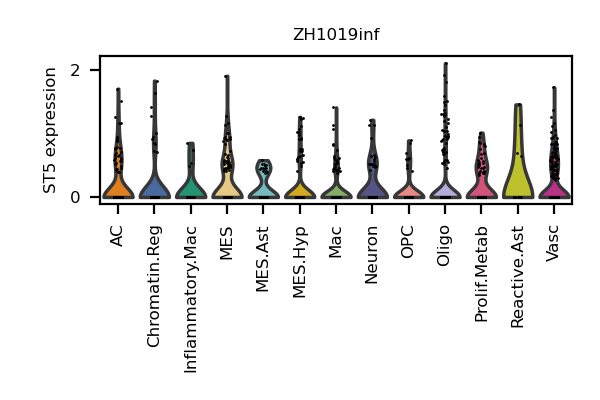 ZH1019inf
ST5 expression
2
0
AC
Chromatin.Reg
Inflammatory.Mac
MES
MES.Ast
MES.Hyp
Mac
Neuron
OPC
Oligo
Prolif.Metab
Reactive.Ast
Vasc